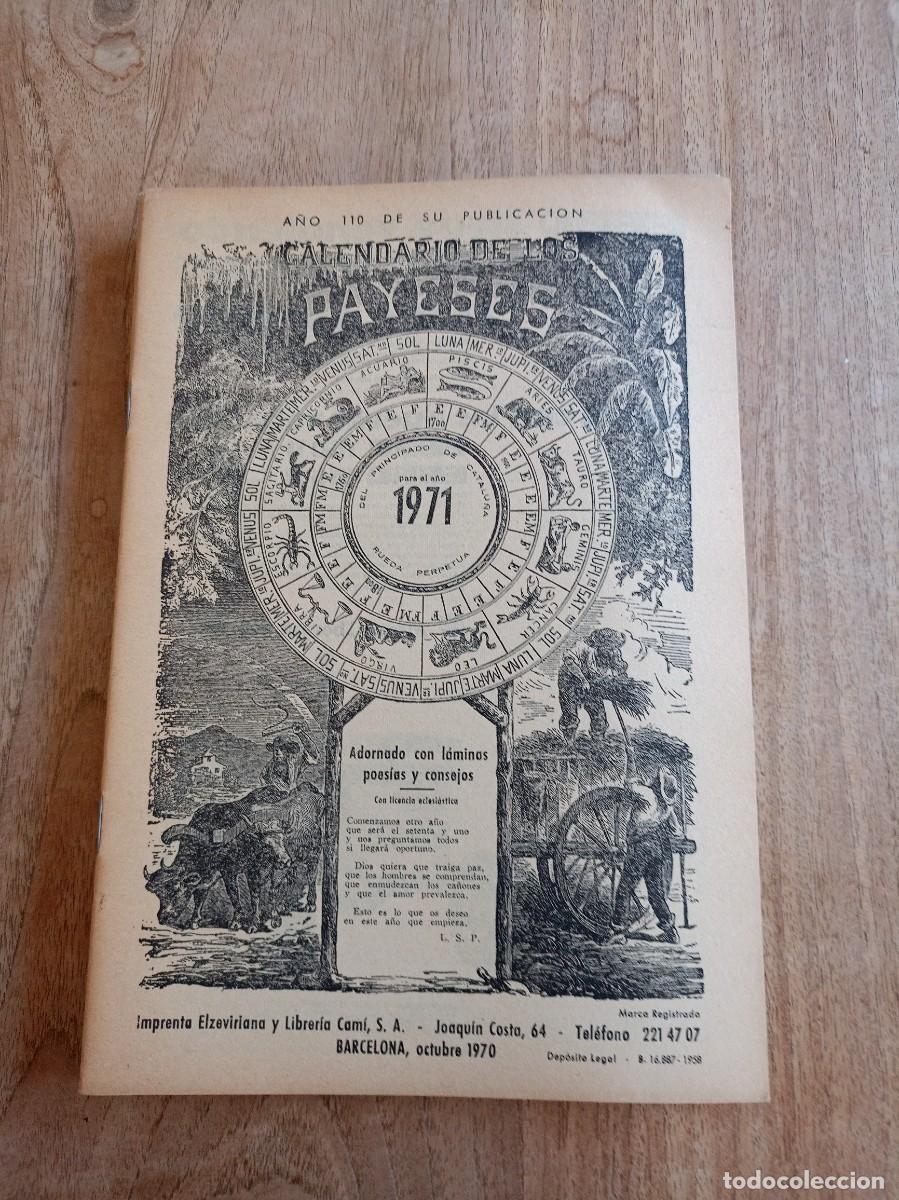 AÑO 110 DE SU PUBLICACION
CALENDARIO DE LOS
PAYESES
SOL LUNA MARTE MER. JUPI. VENUS SAT.
ACUARIO PISCIS ARIES TAURO GEMINIS CANCER LEO VIRGO LIBRA ESCORPIO SAGITARIO CAPRICORNIO
1700
DEL PRINCIPADO DE CATALUÑA
para el año
1971
RUEDA PERPETUA
Adornado con láminas
poesías y consejos
Con licencia eclesiástica
Comenzamos otro año
que será el setenta y uno
y nos preguntamos todos
si llegará oportuno.
Dios quiera que traiga paz,
que los hombres se comprendan,
que enmudezcan los cañones
y que el amor prevalezca.
Esto es lo que os deseo
en este año que empieza.
L. S. P.
Marca Registrada
Imprenta Elzeviriana y Librería Camí, S. A. - Joaquín Costa, 64 - Teléfono 221 47 07
BARCELONA, octubre 1970
Depósito Legal - B. 16.887-1958
todocoleccion